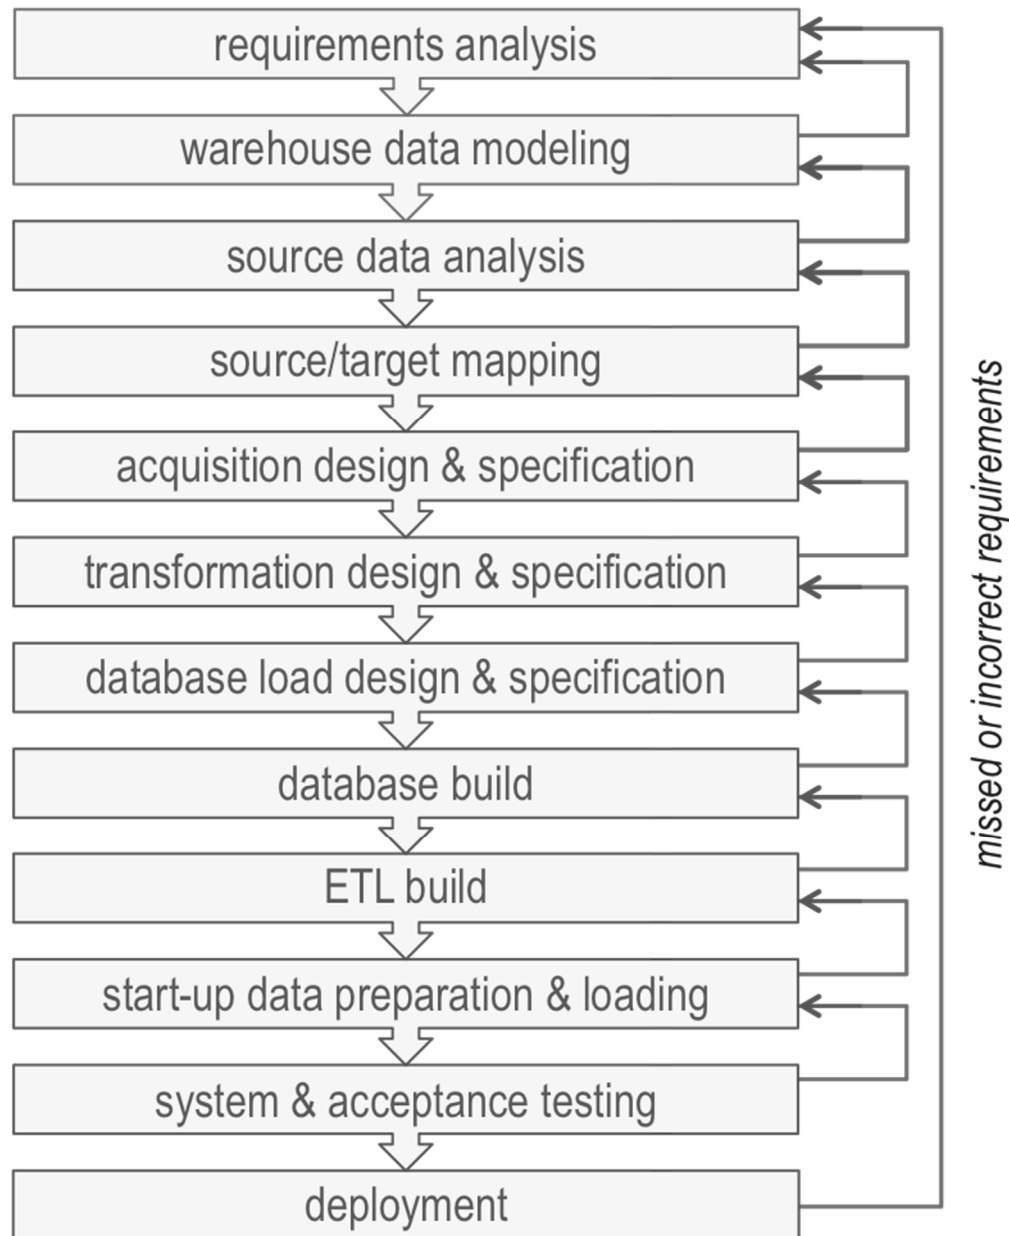 requirements analysis
warehouse data modeling
source data analysis
source/target mapping
acquisition design & specification
transformation design & specification
database load design & specification
database build
ETL build
start-up data preparation & loading
system & acceptance testing
deployment
missed or incorrect requirements